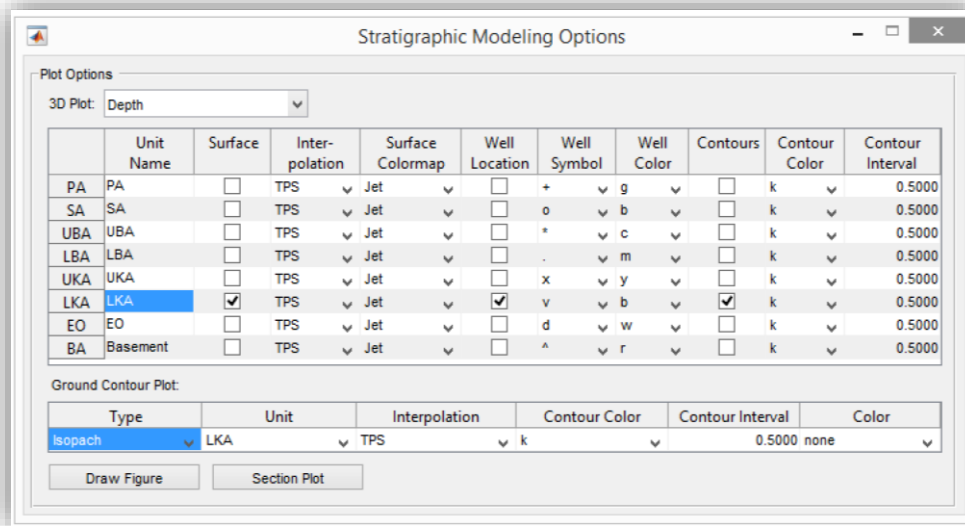 Stratigraphic Modeling Options
Plot Options
3D Plot: Depth
Unit Name Surface Inter-polation Surface Colormap Well Location Well Symbol Well Color Contours Contour Color Contour Interval
PA PA TPS Jet + g k 0.5000
SA SA TPS Jet o b k 0.5000
UBA UBA TPS Jet * c k 0.5000
LBA LBA TPS Jet . m k 0.5000
UKA UKA TPS Jet x y k 0.5000
LKA LKA TPS Jet v b k 0.5000
EO EO TPS Jet d w k 0.5000
BA Basement TPS Jet ^ r k 0.5000
Ground Contour Plot:
Type Unit Interpolation Contour Color Contour Interval Color
Isopach LKA TPS k 0.5000 none
Draw Figure Section Plot